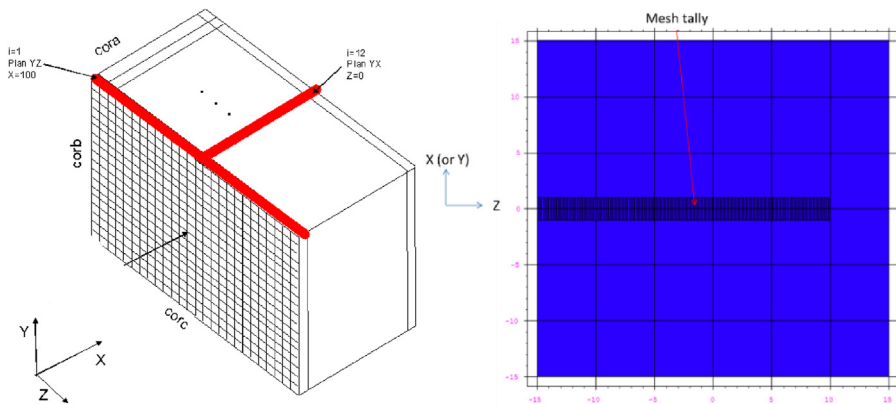 Mesh tally
cora
i=1
Plan YZ
X=100
i=12
Plan YX
Z=0
corb
corc
Y
X
Z
X (or Y)
Z
15
10
5
0
-5
-10
-15
-15
-10
-5
0
5
10
15